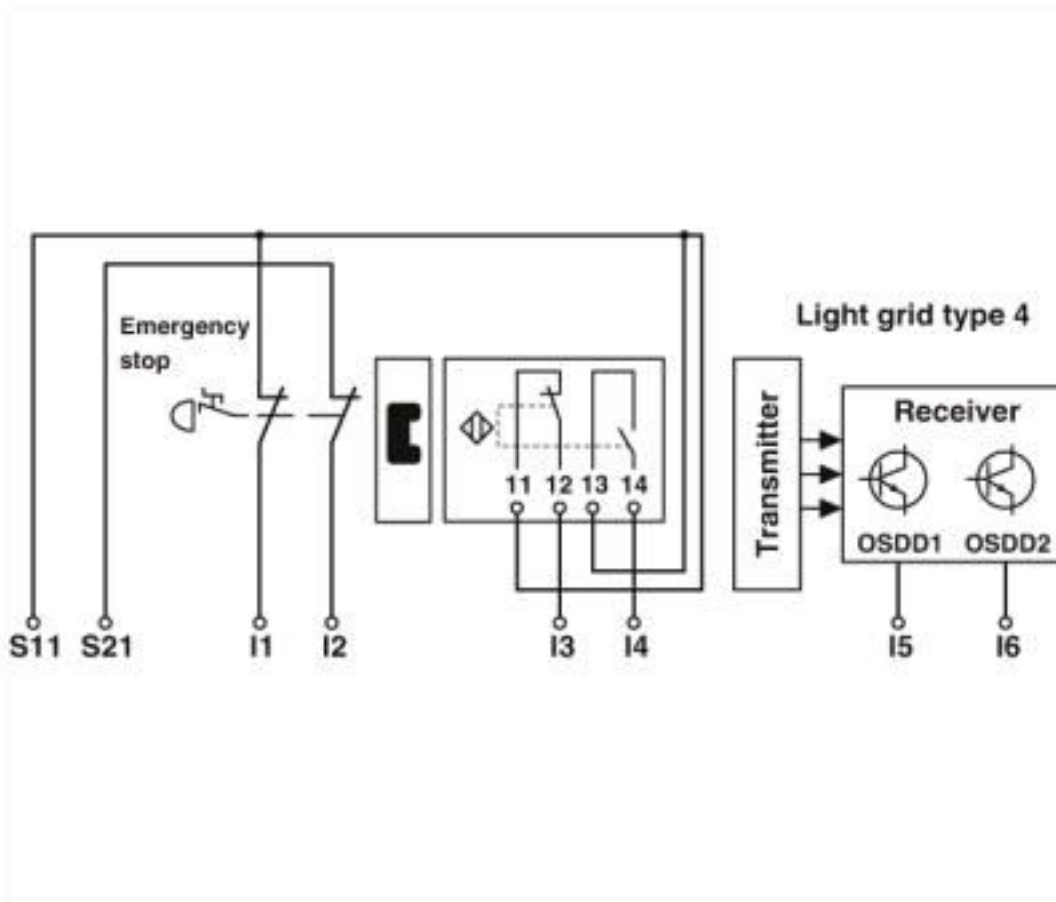 Light grid type 4
Emergency
stop
Transmitter
Receiver
11 12 13 14
OSDD1 OSDD2
S11 S21 I1 I2 I3 I4 I5 I6